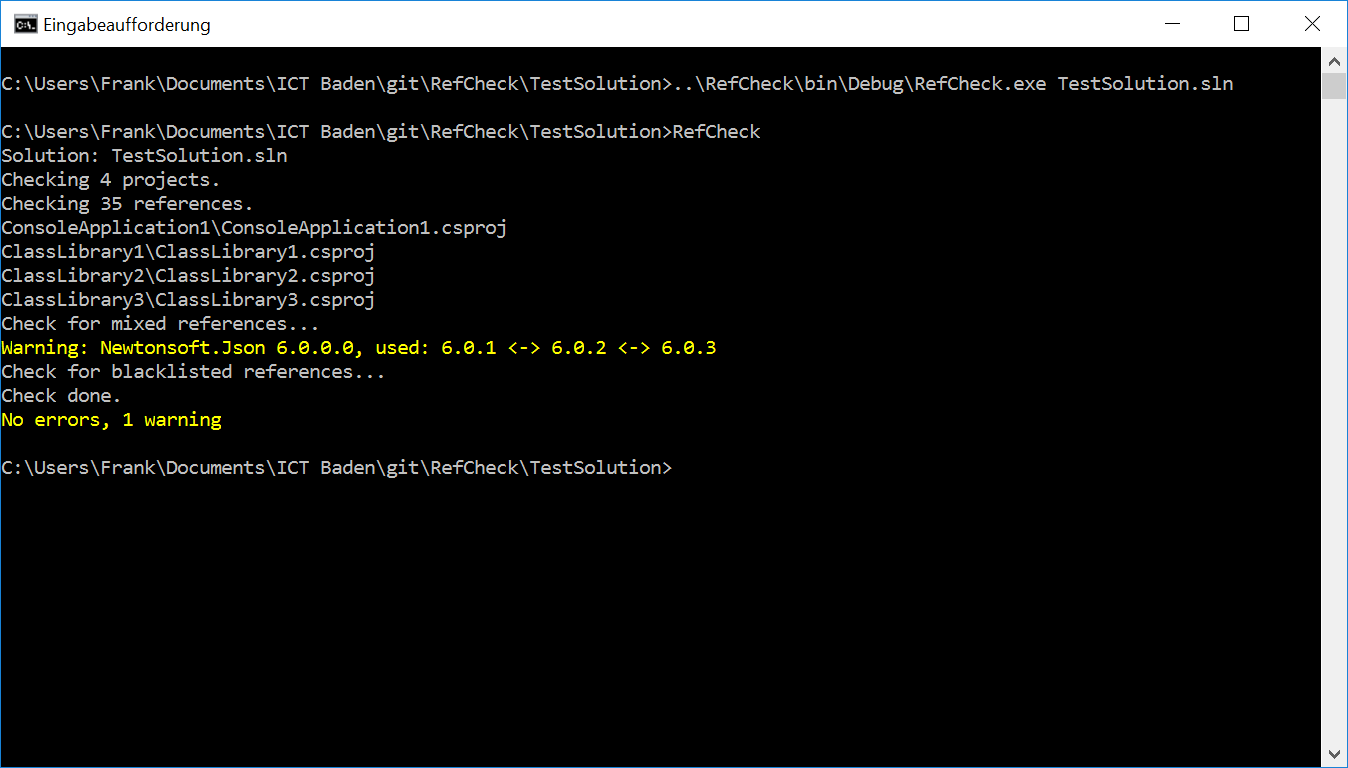 Eingabeaufforderung
C:\Users\Frank\Documents\ICT Baden\git\RefCheck\TestSolution>..\RefCheck\bin\Debug\RefCheck.exe TestSolution.sln
C:\Users\Frank\Documents\ICT Baden\git\RefCheck\TestSolution>RefCheck
Solution: TestSolution.sln
Checking 4 projects.
Checking 35 references.
ConsoleApplication1\ConsoleApplication1.csproj
ClassLibrary1\ClassLibrary1.csproj
ClassLibrary2\ClassLibrary2.csproj
ClassLibrary3\ClassLibrary3.csproj
Check for mixed references...
Warning: Newtonsoft.Json 6.0.0.0, used: 6.0.1 <-> 6.0.2 <-> 6.0.3
Check for blacklisted references...
Check done.
No errors, 1 warning
C:\Users\Frank\Documents\ICT Baden\git\RefCheck\TestSolution>